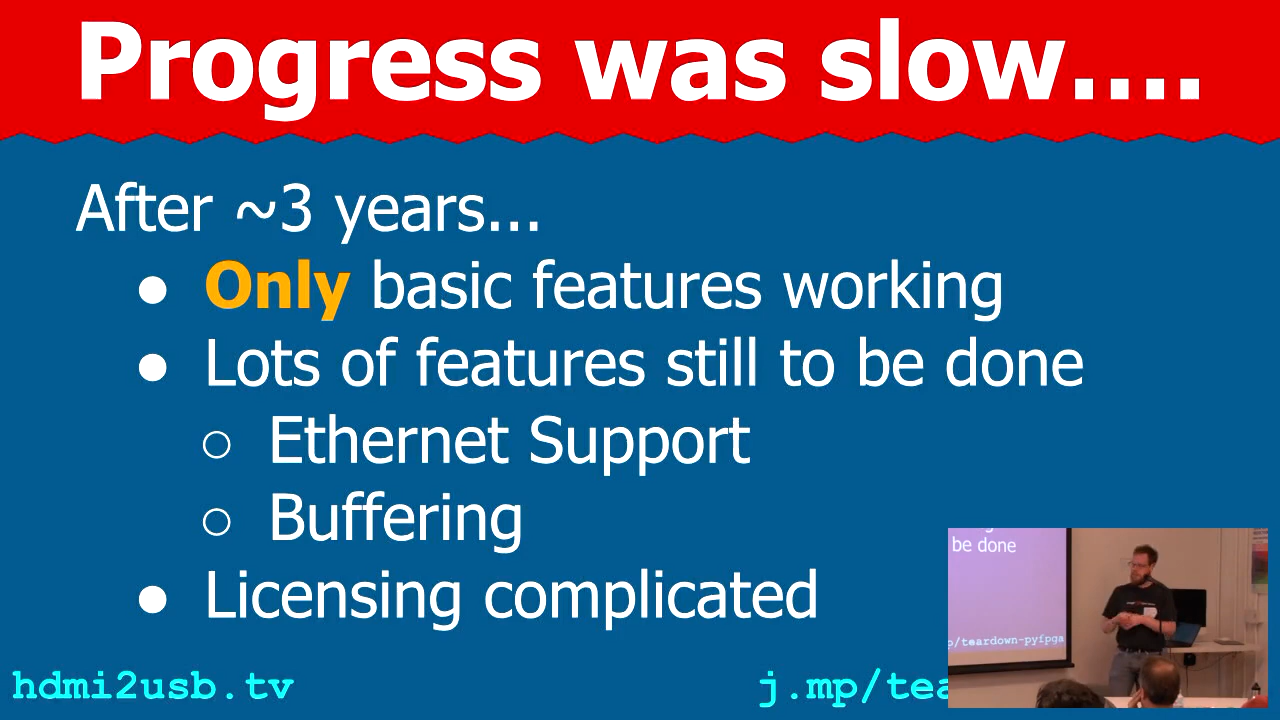 Progress was slow....
After ~3 years...
● Only basic features working
● Lots of features still to be done
○ Ethernet Support
○ Buffering
● Licensing complicated
hdmi2usb.tv
j.mp/tea
be done
p/teardown-pyfpga